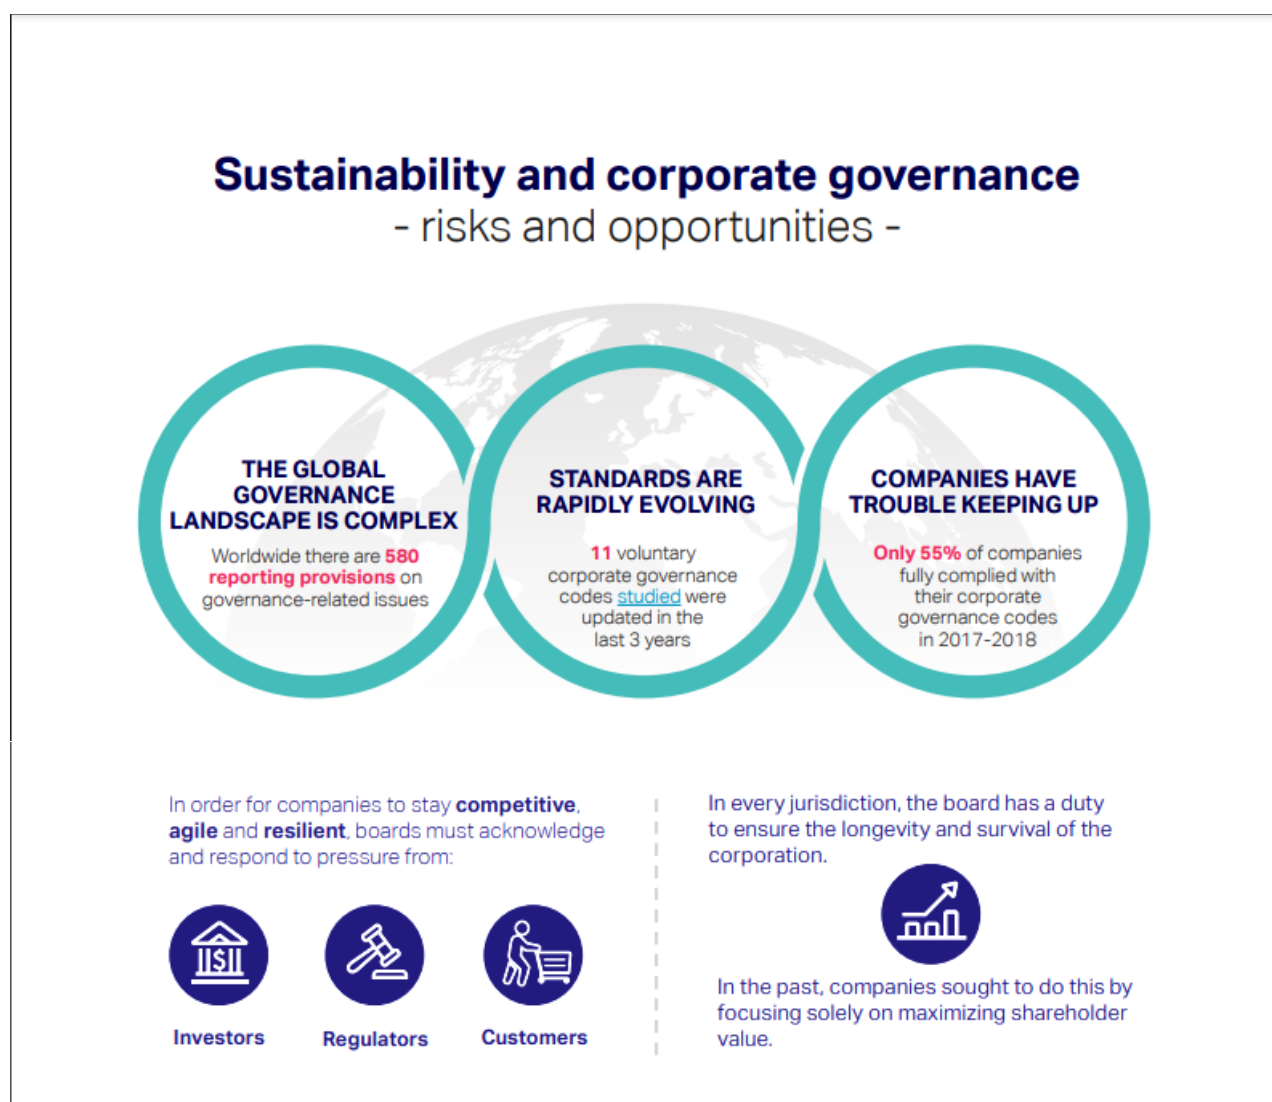 Sustainability and corporate governance
- risks and opportunities -
THE GLOBAL
GOVERNANCE
LANDSCAPE IS COMPLEX
Worldwide there are 580
reporting provisions on
governance-related issues
STANDARDS ARE
RAPIDLY EVOLVING
11 voluntary
corporate governance
codes studied were
updated in the
last 3 years
COMPANIES HAVE
TROUBLE KEEPING UP
Only 55% of companies
fully complied with
their corporate
governance codes
in 2017-2018
In order for companies to stay competitive,
agile and resilient, boards must acknowledge
and respond to pressure from:
$
Investors
Regulators
Customers
In every jurisdiction, the board has a duty
to ensure the longevity and survival of the
corporation.
In the past, companies sought to do this by
focusing solely on maximizing shareholder
value.